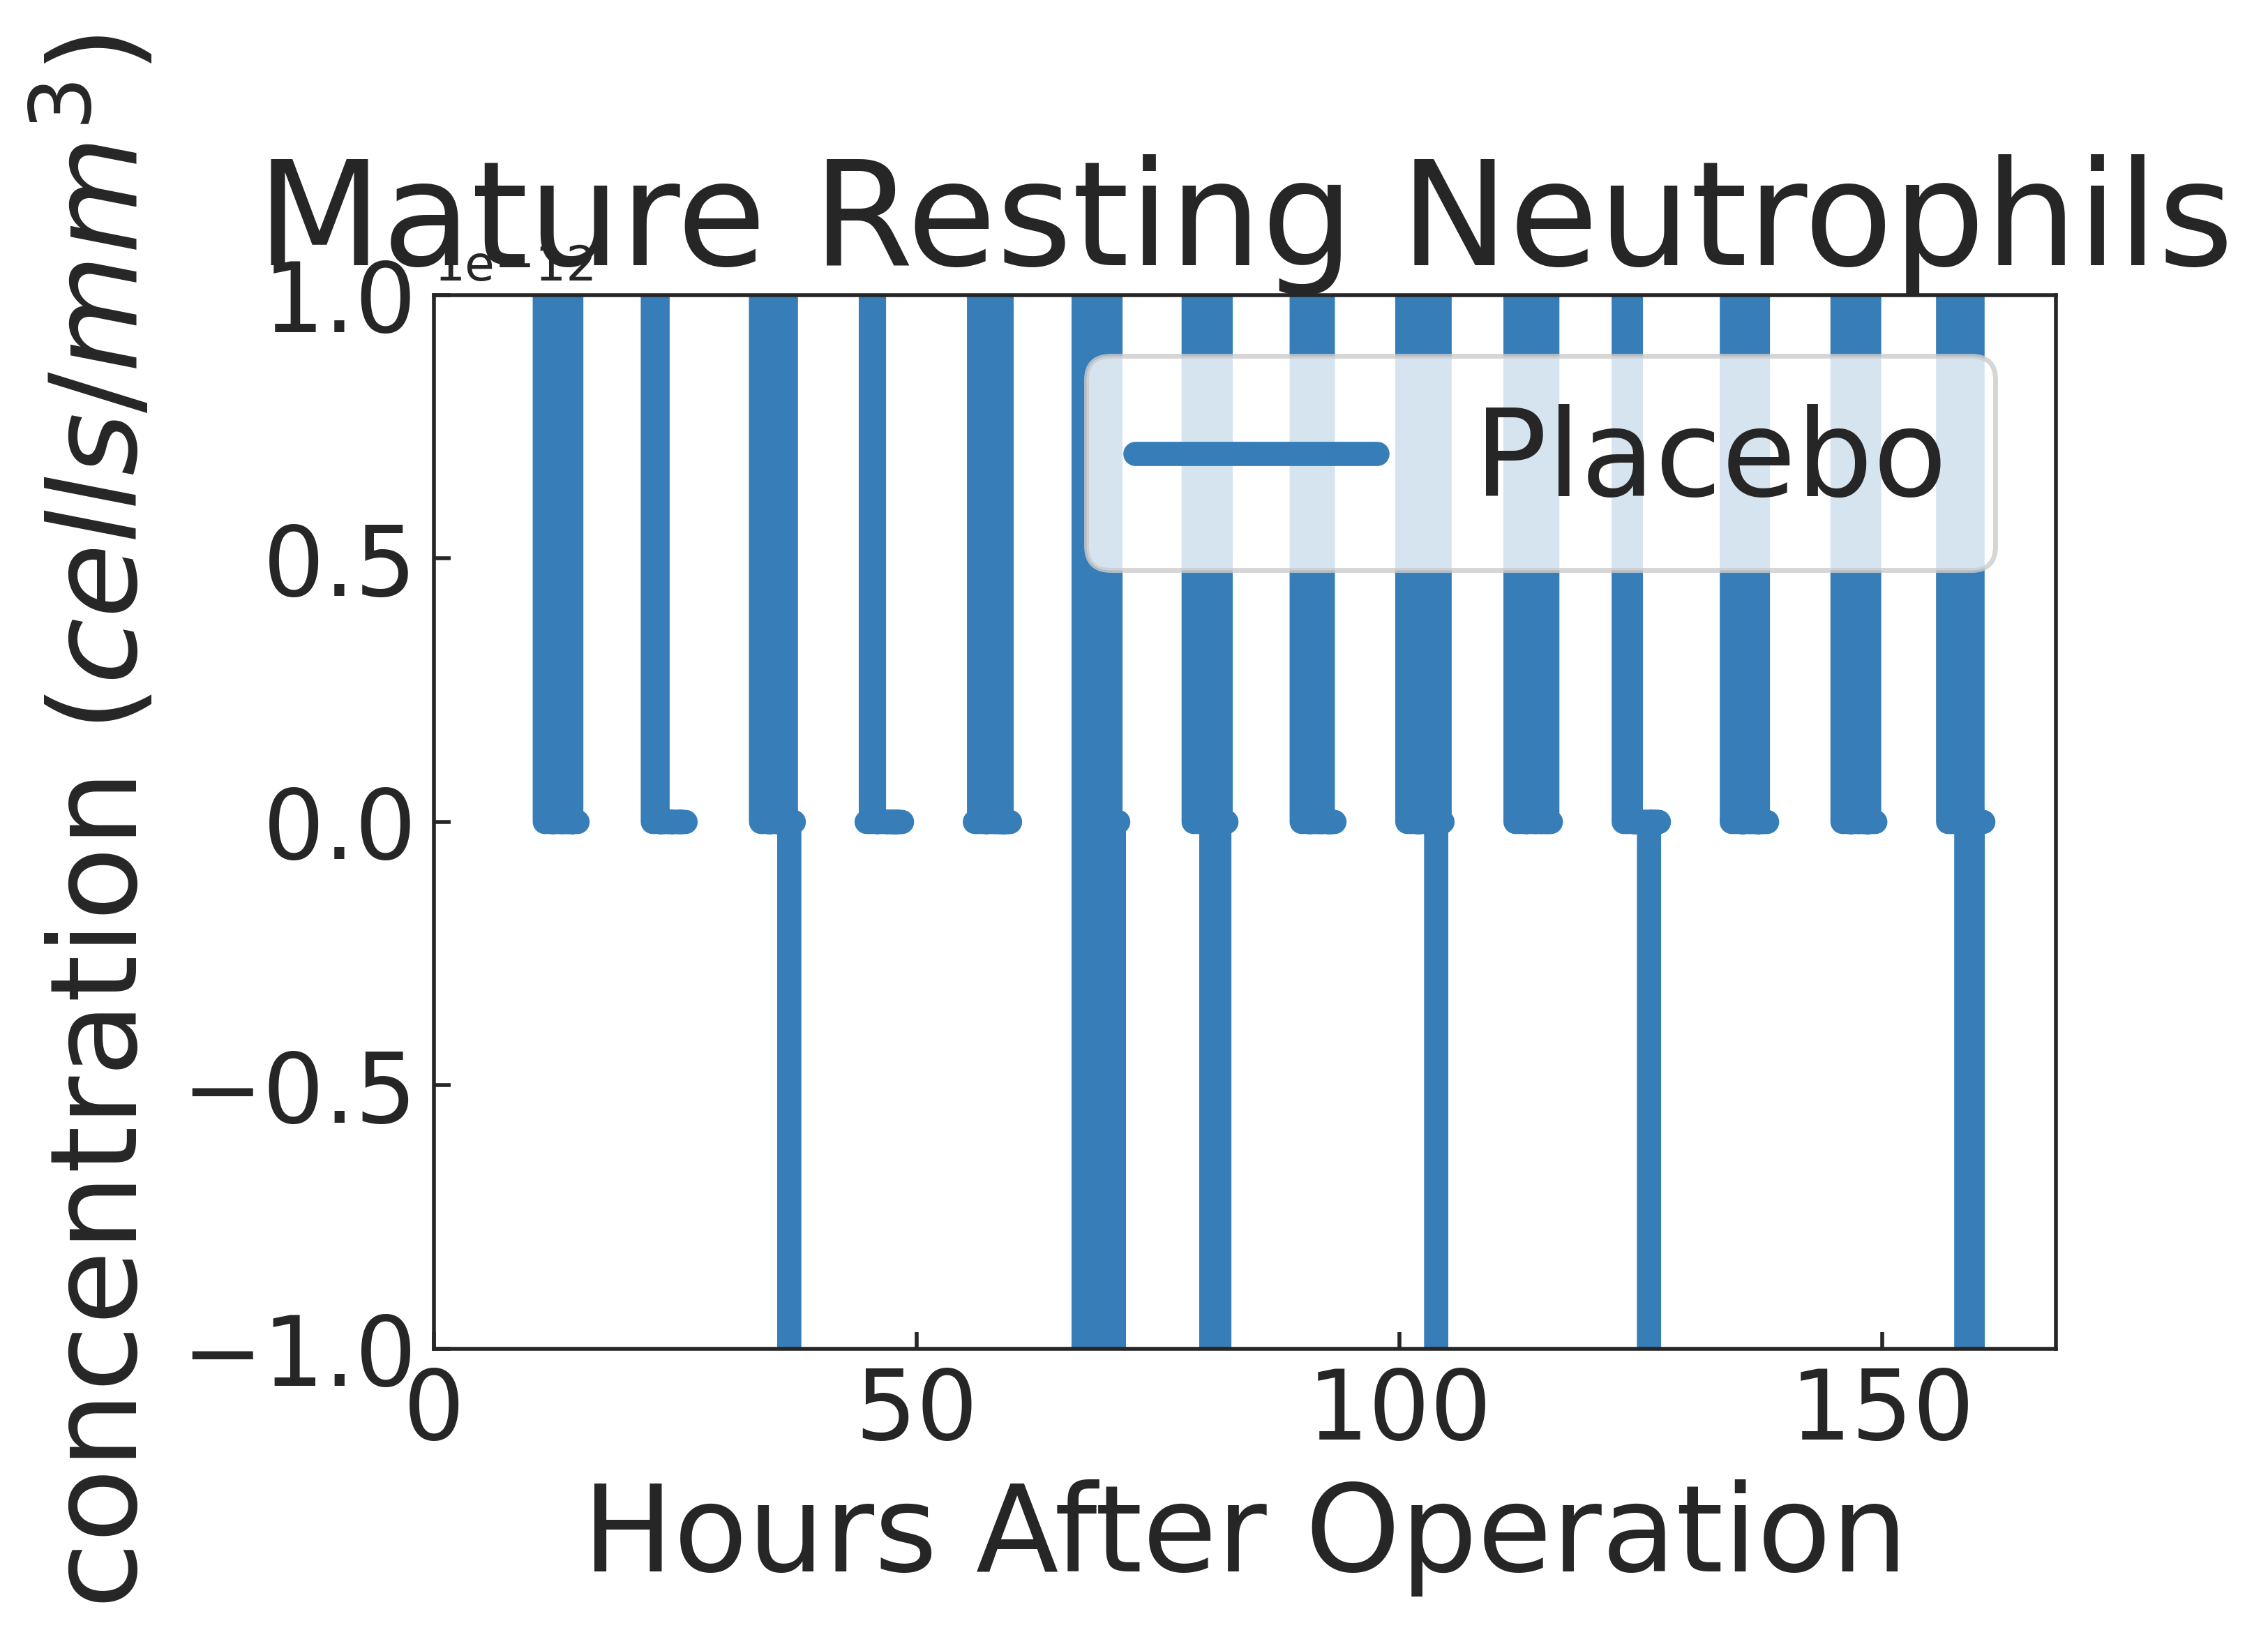 Mature Resting Neutrophils
1e−12
concentration (cells/mm³)
1.0
0.5
0.0
−0.5
−1.0
Placebo
0 50 100 150
Hours After Operation